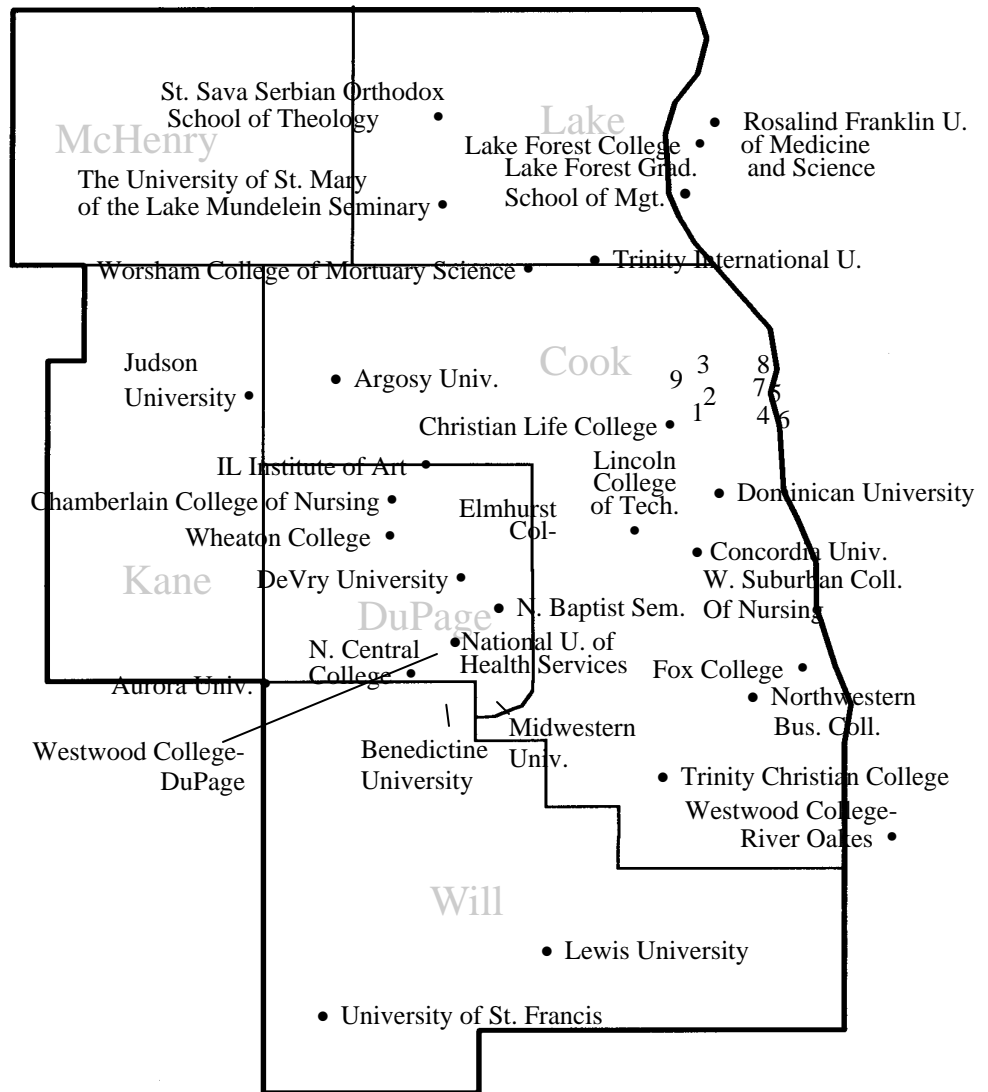 St. Sava Serbian Orthodox
School of Theology
McHenry
Lake
Rosalind Franklin U.
of Medicine
and Science
Lake Forest College
Lake Forest Grad.
School of Mgt.
The University of St. Mary
of the Lake Mundelein Seminary
Trinity International U.
Worsham College of Mortuary Science
Judson
University
Argosy Univ.
Cook
3
8
9
7
5
2
1
4
6
Christian Life College
IL Institute of Art
Lincoln
College
of Tech.
Chamberlain College of Nursing
Dominican University
Elmhurst
Col-
Wheaton College
Concordia Univ.
W. Suburban Coll.
Of Nursing
Kane
DeVry University
DuPage
N. Baptist Sem.
National U. of
Health Services
N. Central
College
Fox College
Aurora Univ.
Northwestern
Bus. Coll.
Westwood College-
DuPage
Benedictine
University
Midwestern
Univ.
Trinity Christian College
Westwood College-
River Oakes
Will
Lewis University
University of St. Francis